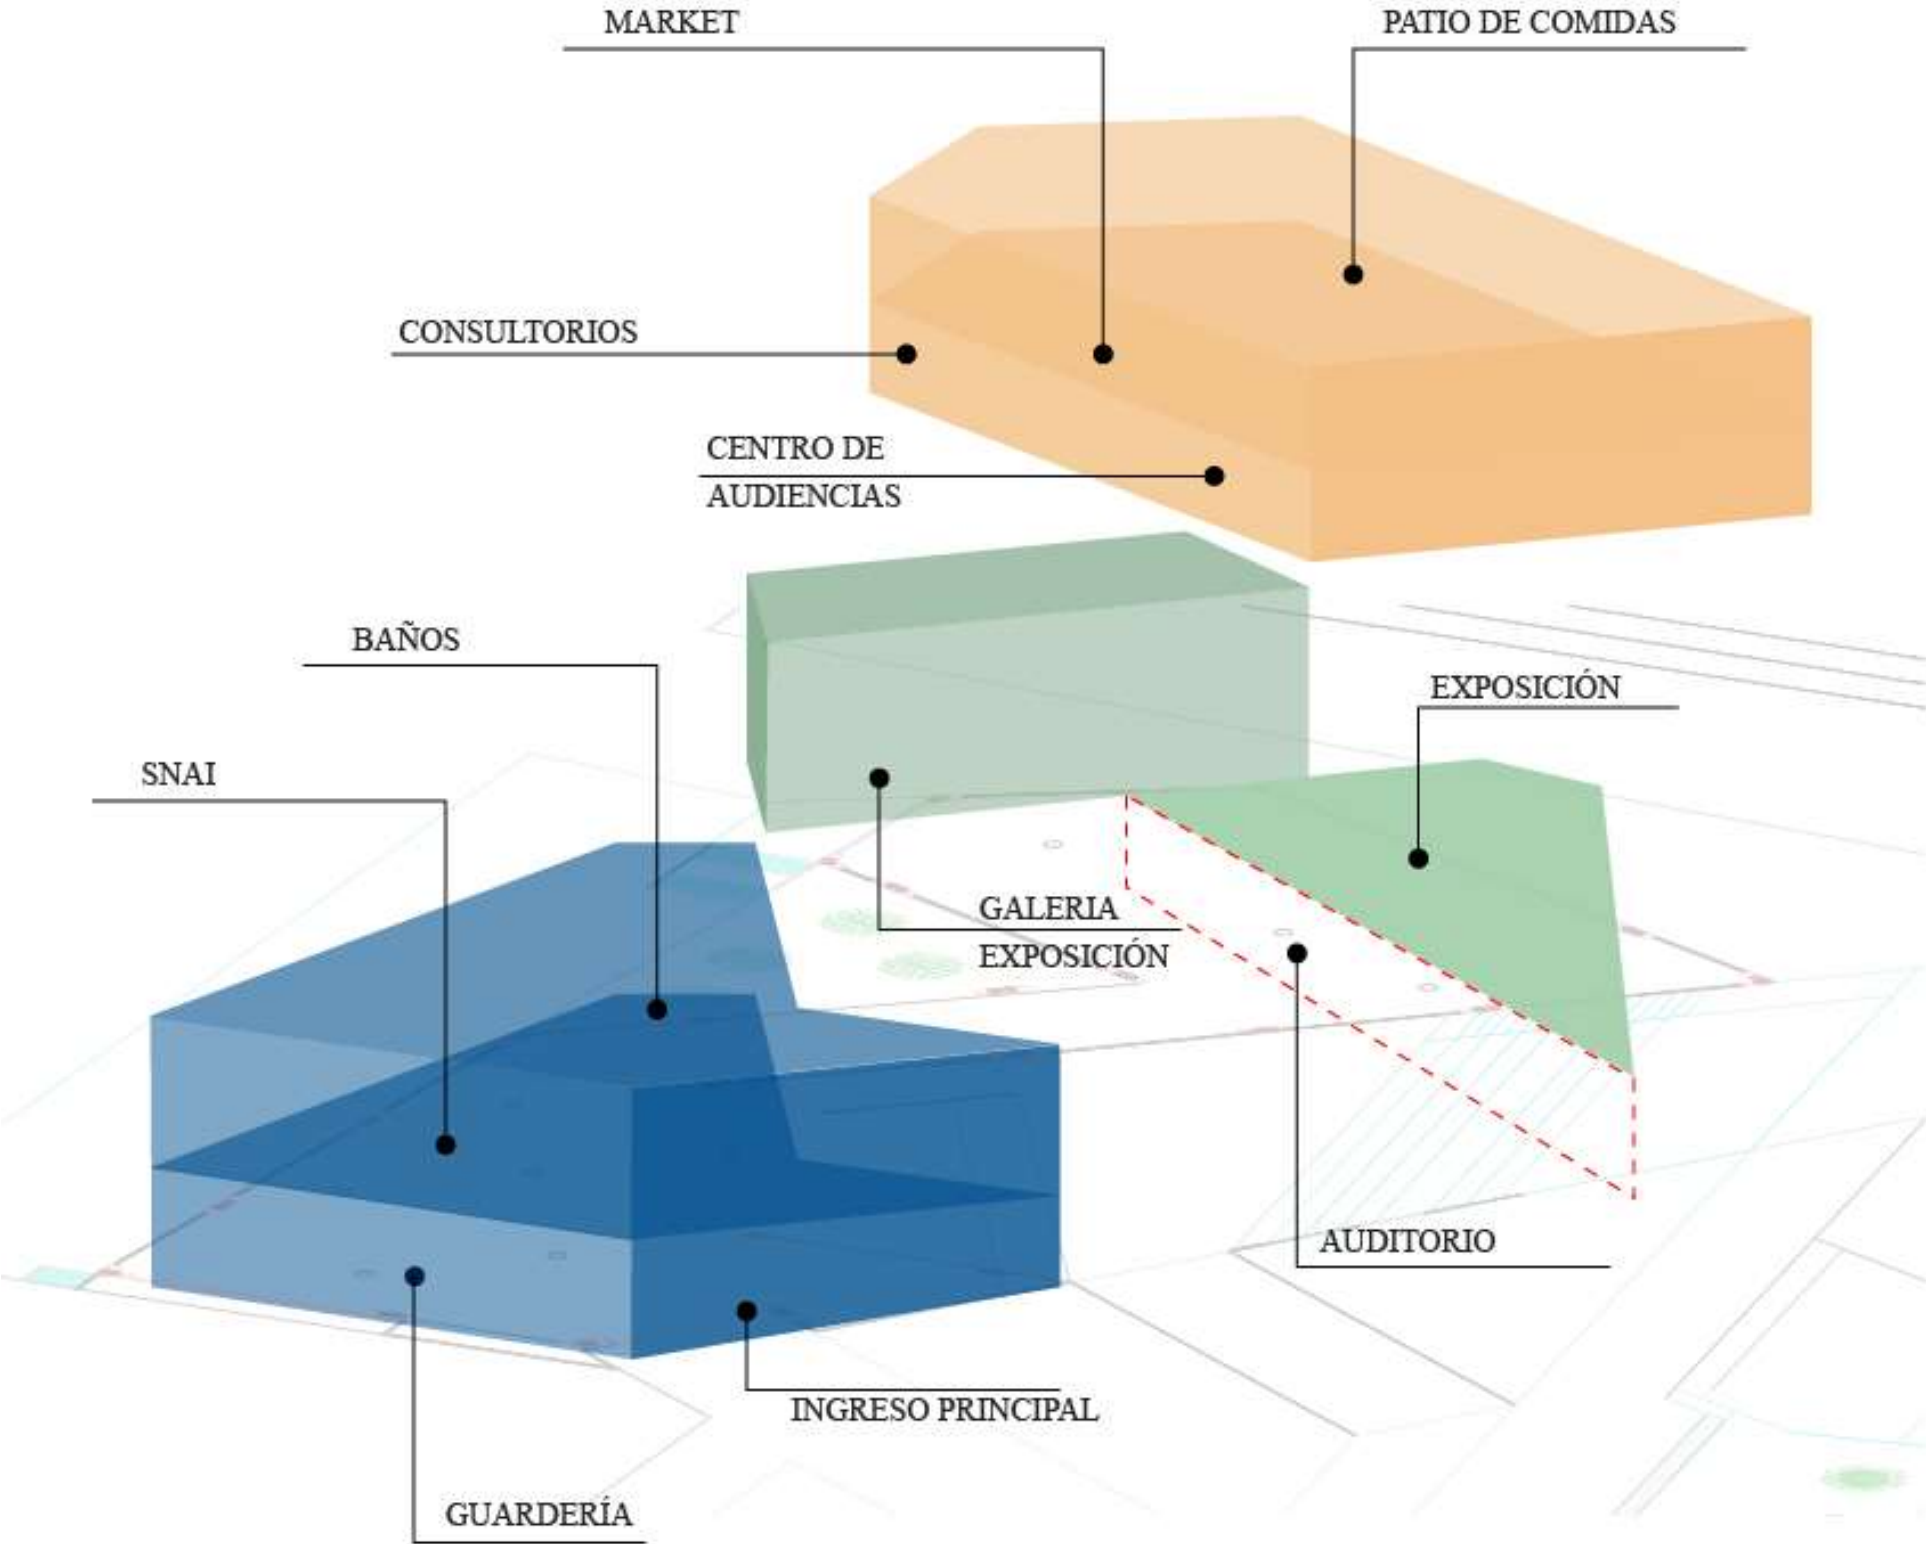 MARKET
PATIO DE COMIDAS
CONSULTORIOS
CENTRO DE
AUDIENCIAS
BAÑOS
EXPOSICIÓN
SNAI
GALERIA
EXPOSICIÓN
AUDITORIO
INGRESO PRINCIPAL
GUARDERÍA